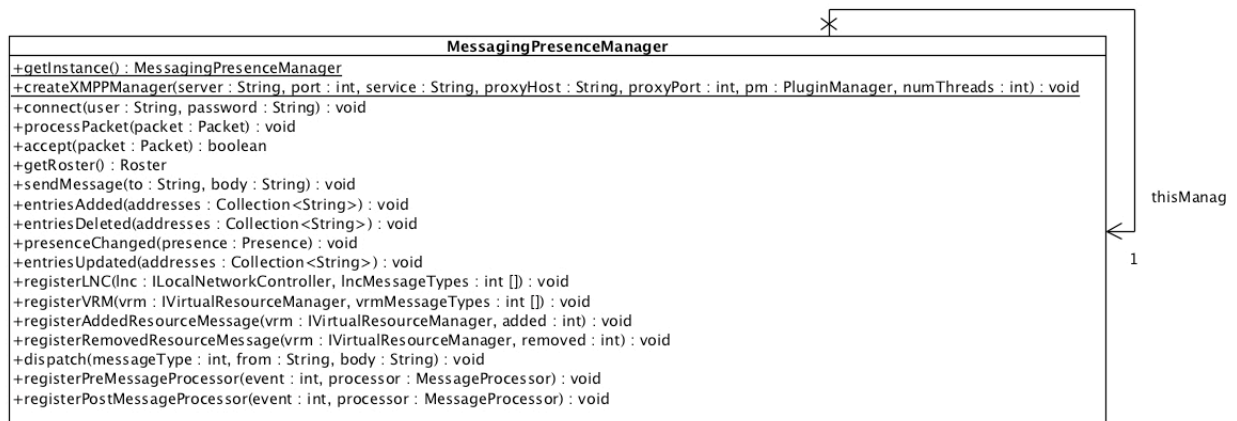 MessagingPresenceManager
+getInstance() : MessagingPresenceManager
+createXMPPManager(server : String, port : int, service : String, proxyHost : String, proxyPort : int, pm : PluginManager, numThreads : int) : void
+connect(user : String, password : String) : void
+processPacket(packet : Packet) : void
+accept(packet : Packet) : boolean
+getRoster() : Roster
+sendMessage(to : String, body : String) : void
+entriesAdded(addresses : Collection<String>) : void
+entriesDeleted(addresses : Collection<String>) : void
+presenceChanged(presence : Presence) : void
+entriesUpdated(addresses : Collection<String>) : void
+registerLNC(lnc : ILocalNetworkController, lncMessageTypes : int []) : void
+registerVRM(vrm : IVirtualResourceManager, vrmMessageTypes : int []) : void
+registerAddedResourceMessage(vrm : IVirtualResourceManager, added : int) : void
+registerRemovedResourceMessage(vrm : IVirtualResourceManager, removed : int) : void
+dispatch(messageType : int, from : String, body : String) : void
+registerPreMessageProcessor(event : int, processor : MessageProcessor) : void
+registerPostMessageProcessor(event : int, processor : MessageProcessor) : void
thisManag
1